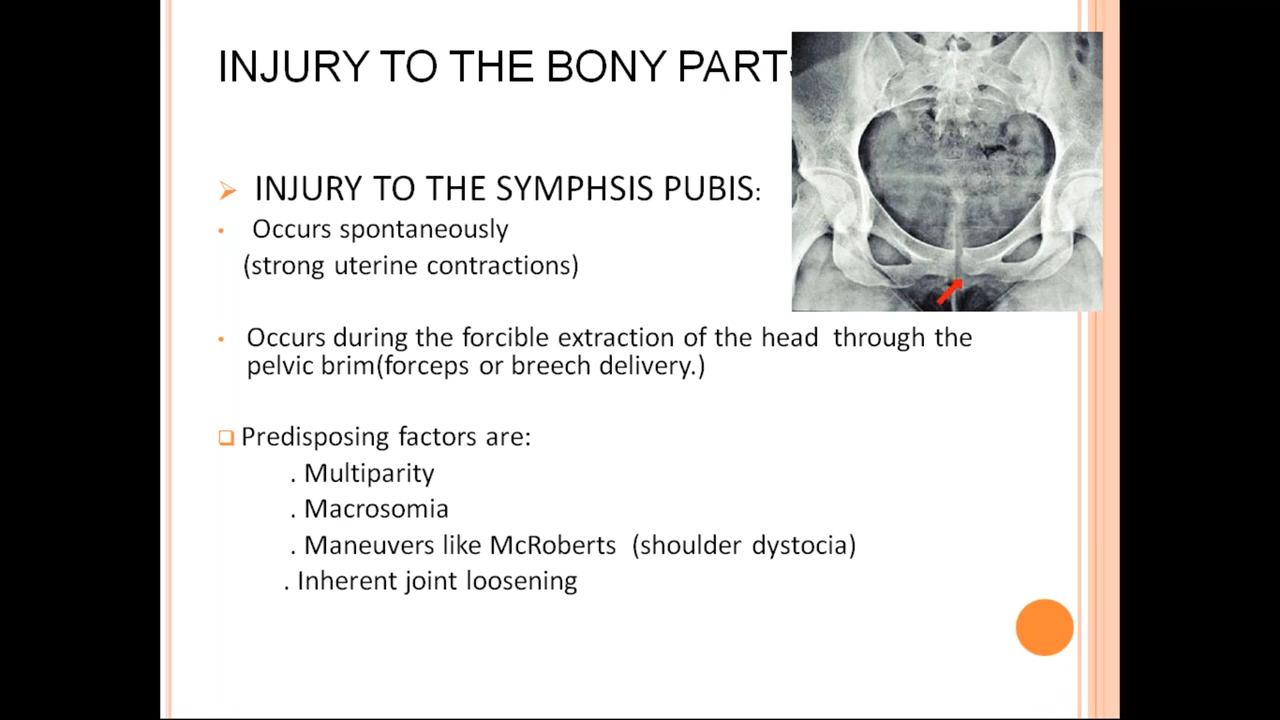 INJURY TO THE BONY PARTS
➢ INJURY TO THE SYMPHSIS PUBIS:
• Occurs spontaneously
(strong uterine contractions)
• Occurs during the forcible extraction of the head through the
pelvic brim(forceps or breech delivery.)
❑ Predisposing factors are:
. Multiparity
. Macrosomia
. Maneuvers like McRoberts (shoulder dystocia)
. Inherent joint loosening